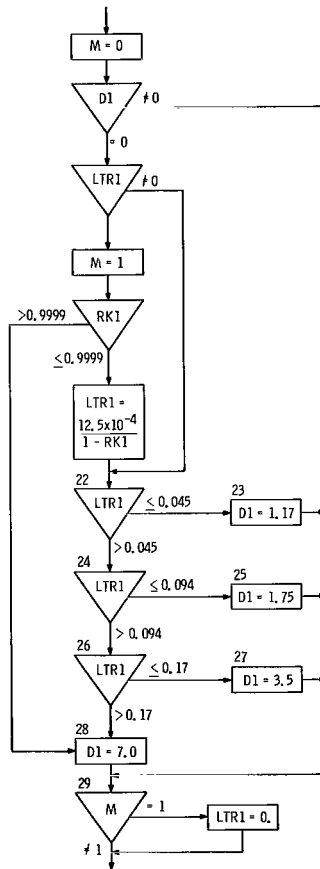 M = 0
D1
≠0
= 0
LTR1
≠0
M = 1
>0.9999
RK1
≤0.9999
LTR1 =
12.5x10-4
1 - RK1
22
LTR1
≤0.045
23
D1 = 1.17
>0.045
24
LTR1
≤0.094
25
D1 = 1.75
>0.094
26
LTR1
≤0.17
27
D1 = 3.5
>0.17
28
D1 = 7.0
29
M
= 1
LTR1 = 0.
≠ 1